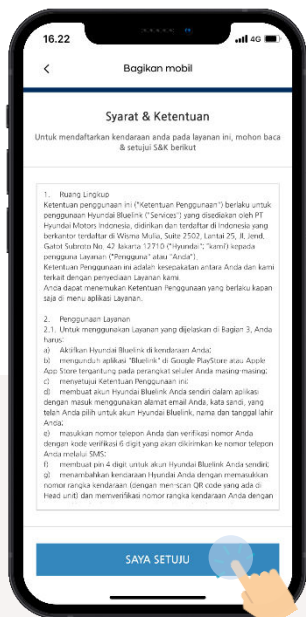 16.22
4G
Bagikan mobil
Syarat & Ketentuan
Untuk mendaftarkan kendaraan anda pada layanan ini, mohon baca
& setujui S&K berikut
1. Ruang Lingkup
Ketentuan penggunaan ini ("Ketentuan Penggunaan") berlaku untuk
penggunaan Hyundai Bluelink ("Services") yang disediakan oleh PT
Hyundai Motors Indonesia, didirikan dan terdaftar di Indonesia yang
berkantor terdaftar di Wisma Mulia, Suite 2502, Lantai 25, Jl, Jend,
Gatot Subroto No. 42 Jakarta 12710 ("Hyundai"; "kami") kepada
pengguna Layanan ("Pengguna" atau "Anda").
Ketentuan Penggunaan ini adalah kesepakatan antara Anda dan kami
terkait dengan penyediaan Layanan kami.
Anda dapat menemukan Ketentuan Penggunaan yang berlaku kapan
saja di menu aplikasi Layanan.
2. Penggunaan Layanan
2.1. Untuk menggunakan Layanan yang dijelaskan di Bagian 3, Anda
harus:
a) Aktifkan Hyundai Bluelink di kendaraan Anda;
b) mengunduh aplikasi "Bluelink" di Google PlayStore atau Apple
App Store tergantung pada perangkat seluler Anda masing-masing;
c) menyetujui Ketentuan Penggunaan ini;
d) membuat akun Hyundai Bluelink Anda sendiri dalam aplikasi
dengan masuk menggunakan alamat email Anda, kata sandi, yang
telah Anda pilih untuk akun Hyundai Bluelink, nama dan tanggal lahir
Anda;
e) masukkan nomor telepon Anda dan verifikasi nomor Anda
dengan kode verifikasi 6 digit yang akan dikirimkan ke nomor telepon
Anda melalui SMS;
f) membuat pin 4 digit untuk akun Hyundai Bluelink Anda sendiri;
g) menambahkan kendaraan Hyundai Anda dengan memasukkan
nomor rangka kendaraan (dengan men-scan QR code yang ada di
Head unit) dan memverifikasi nomor rangka kendaraan Anda dengan
SAYA SETUJU